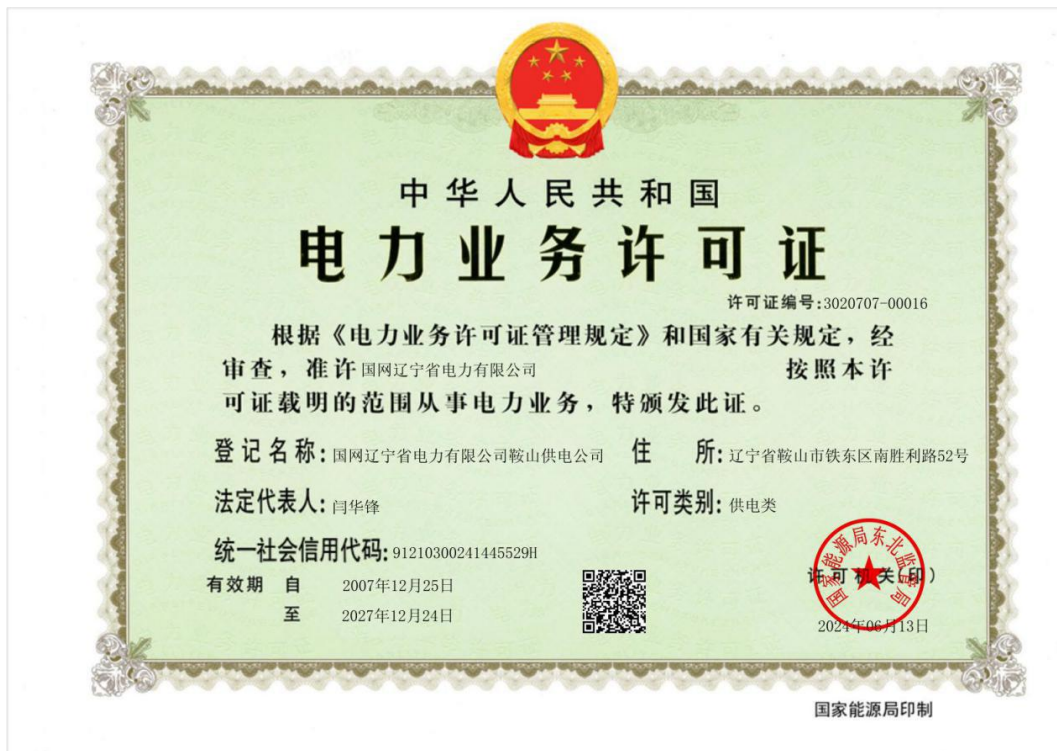 中华人民共和国
电力业务许可证
许可证编号:3020707-00016
根据《电力业务许可证管理规定》和国家有关规定，经
审查，准许国网辽宁省电力有限公司 按照本许
可证载明的范围从事电力业务，特颁发此证。
登记名称:国网辽宁省电力有限公司鞍山供电公司 住 所:辽宁省鞍山市铁东区南胜利路52号
法定代表人:闫华锋 许可类别:供电类
统一社会信用代码:91210300241445529H
国家能源局东北监管局
有效期 自 2007年12月25日 许可机关(印)
至 2027年12月24日 2024年06月13日
国家能源局印制